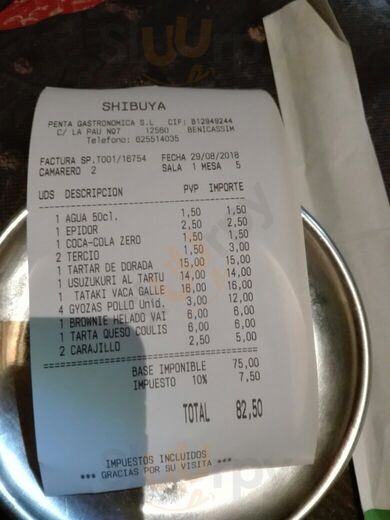 SHIBUYA
PENTA GASTRONOMICA S.L CIF: B12949244
C/ LA PAU Nº7 12560 BENICASSIM
Telefono: 625514035
FACTURA SP.T001/16754 FECHA 29/08/2018
CAMARERO 2 SALA 1 MESA 5
UDS DESCRIPCION PVP IMPORTE
1 AGUA 50cl. 1,50 1,50
1 EPIDOR 2,50 2,50
1 COCA-COLA ZERO 1,50 1,50
2 TERCIO 1,50 3,00
1 TARTAR DE DORADA 15,00 15,00
1 USUZUKURI AL TARTU 14,00 14,00
1 TATAKI VACA GALLE 16,00 16,00
4 GYOZAS POLLO Unid. 3,00 12,00
1 BROWNIE HELADO VAI 6,00 6,00
1 TARTA QUESO COULIS 6,00 6,00
2 CARAJILLO 2,50 5,00
BASE IMPONIBLE 75,00
IMPUESTO 10% 7,50
TOTAL 82,50
IMPUESTOS INCLUIDOS
*** GRACIAS POR SU VISITA ***